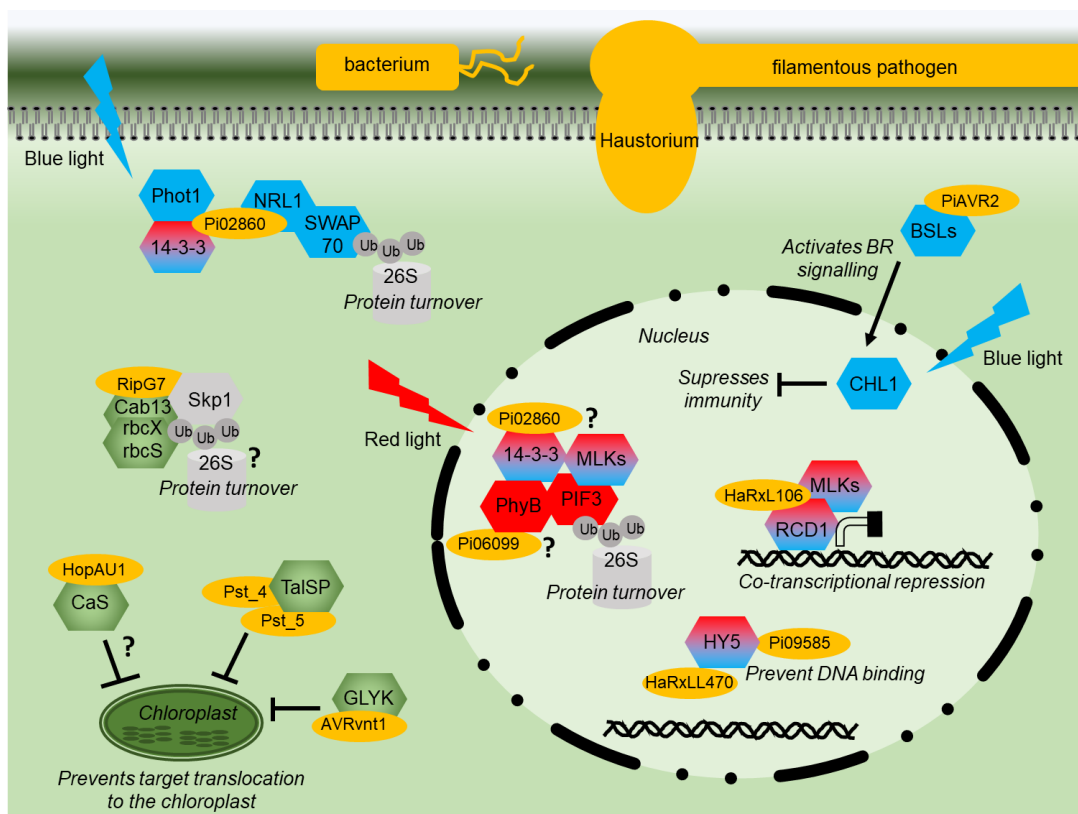 bacterium
filamentous pathogen
Haustorium
Blue light
Phot1
NRL1
Pi02860
14-3-3
SWAP
70
Ub
Ub
Ub
26S
Protein turnover
PiAVR2
BSLs
Activates BR
signalling
Nucleus
Blue light
CHL1
Supresses
immunity
RipG7
Cab13
Skp1
rbcX
rbcS
Ub
Ub
Ub
26S
?
Protein turnover
Red light
Pi02860
?
14-3-3
MLKs
PhyB
PIF3
Ub
Ub
Ub
Pi06099
?
26S
Protein turnover
MLKs
HaRxL106
RCD1
Co-transcriptional repression
HY5
Pi09585
Prevent DNA binding
HaRxLL470
HopAU1
CaS
?
Pst_4
TalSP
Pst_5
GLYK
AVRvnt1
Chloroplast
Prevents target translocation
to the chloroplast